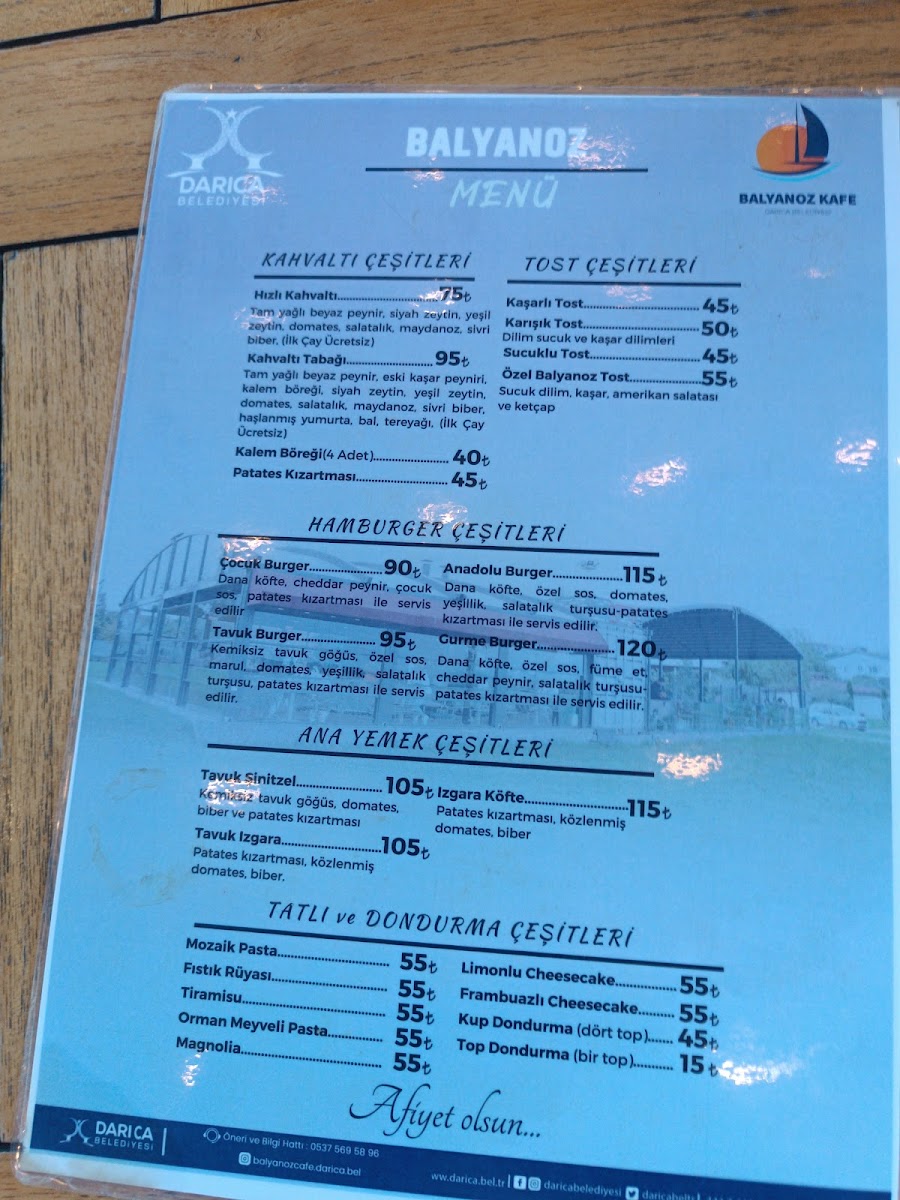 DARICA
BELEDİYESİ
BALYANOZ
MENÜ
BALYANOZ KAFE
DARICA BELEDİYESİ
KAHVALTI ÇEŞİTLERİ
Hızlı Kahvaltı........................75₺
Tam yağlı beyaz peynir, siyah zeytin, yeşil
zeytin, domates, salatalık, maydanoz, sivri
biber, (İlk Çay Ücretsiz)
Kahvaltı Tabağı......................95₺
Tam yağlı beyaz peynir, eski kaşar peyniri,
kalem böreği, siyah zeytin, yeşil zeytin,
domates, salatalık, maydanoz, sivri biber,
haşlanmış yumurta, bal, tereyağı, (İlk Çay
Ücretsiz)
Kalem Böreği(4 Adet)................... 40₺
Patates Kızartması....................... 45₺
TOST ÇEŞİTLERİ
Kaşarlı Tost............................. 45₺
Karışık Tost............................. 50₺
Dilim sucuk ve kaşar dilimleri
Sucuklu Tost............................ 45₺
Özel Balyanoz Tost..................55₺
Sucuk dilim, kaşar, amerikan salatası
ve ketçap
HAMBURGER ÇEŞİTLERİ
Çocuk Burger..................90₺
Dana köfte, cheddar peynir, çocuk
sos, patates kızartması ile servis
edilir
Tavuk Burger...................95₺
Kemiksiz tavuk göğüs, özel sos,
marul, domates, yeşillik, salatalık
turşusu, patates kızartması ile servis
edilir.
Anadolu Burger..................115₺
Dana köfte, özel sos, domates,
yeşillik, salatalık turşusu-patates
kızartması ile servis edilir.
Gurme Burger....................120₺
Dana köfte, özel sos, füme et,
cheddar peynir, salatalık turşusu-
patates kızartması ile servis edilir.
ANA YEMEK ÇEŞİTLERİ
Tavuk Şinitzel...................... 105₺
Kemiksiz tavuk göğüs, domates,
biber ve patates kızartması
Tavuk Izgara.........................105₺
Patates kızartması, közlenmiş
domates, biber.
Izgara Köfte..........................115₺
Patates kızartması, közlenmiş
domates, biber
TATLI ve DONDURMA ÇEŞİTLERİ
Mozaik Pasta............................ 55₺
Fıstık Rüyası............................. 55₺
Tiramisu................................... 55₺
Orman Meyveli Pasta.............. 55₺
Magnolia................................... 55₺
Limonlu Cheesecake............... 55₺
Frambuazlı Cheesecake......... 55₺
Kup Dondurma (dört top)...... 45₺
Top Dondurma (bir top).......... 15₺
Afiyet olsun...
DARICA
BELEDİYESİ
Öneri ve Bilgi Hattı : 0537 569 58 96
balyanozcafe.darica.bel
www.darica.bel.tr
daricabelediyesi